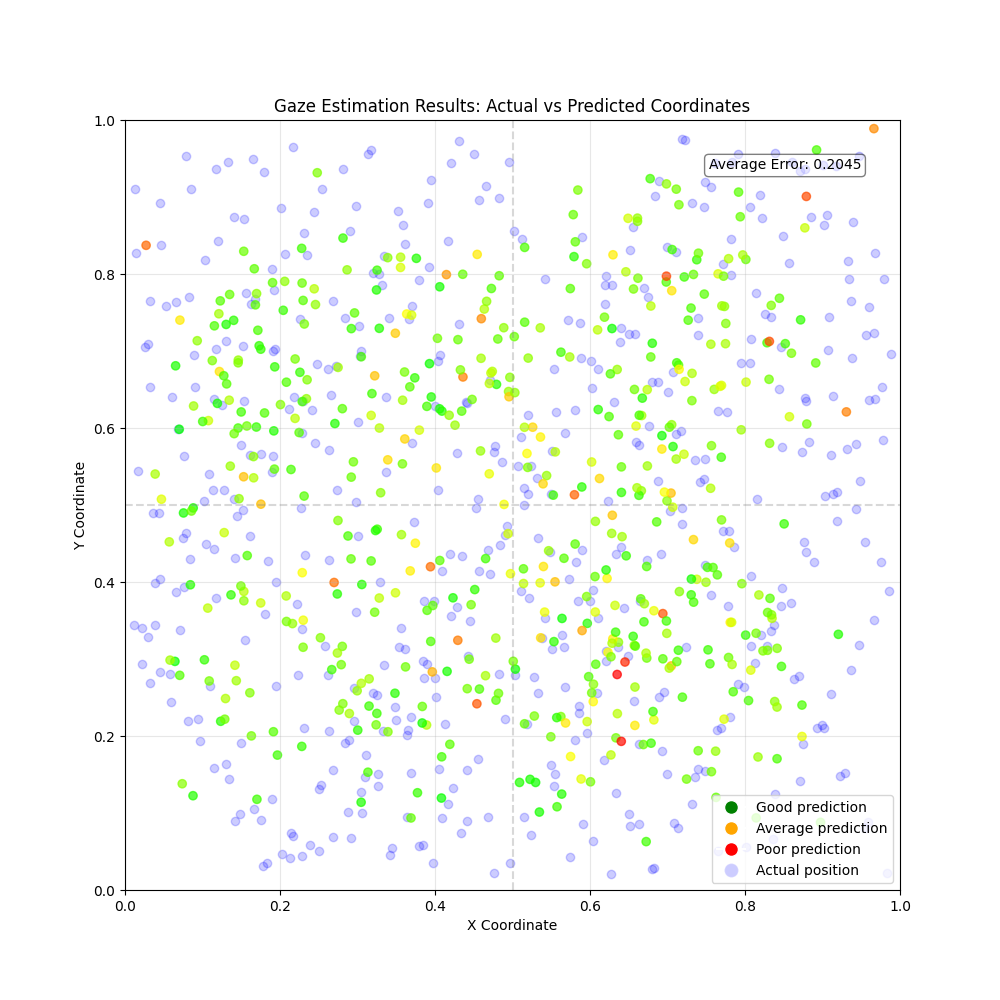 Gaze Estimation Results: Actual vs Predicted Coordinates
Average Error: 0.2045
1.0
0.8
0.6
0.4
0.2
0.0
Y Coordinate
0.0 0.2 0.4 0.6 0.8 1.0
X Coordinate
Good prediction
Average prediction
Poor prediction
Actual position